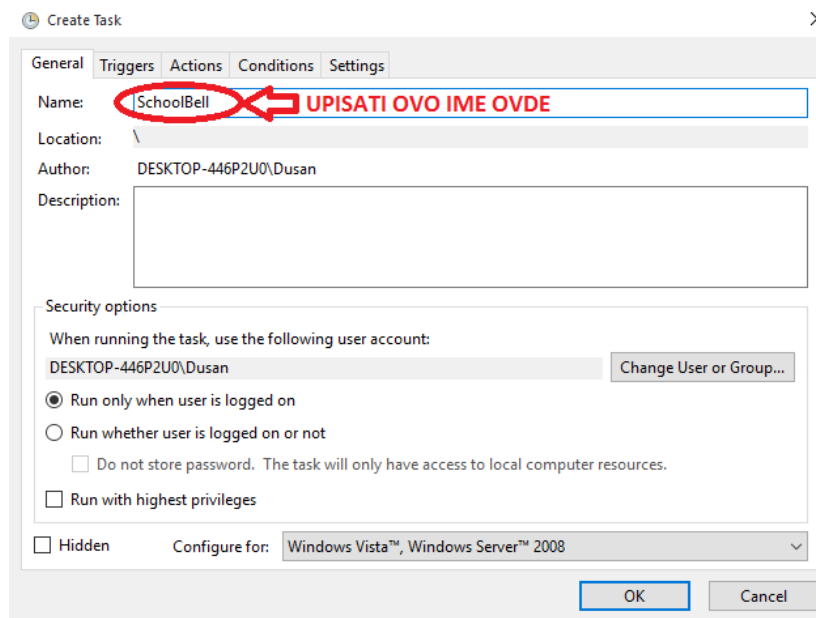 Create Task
General Triggers Actions Conditions Settings
Name: SchoolBell UPISATI OVO IME OVDE
Location: \
Author: DESKTOP-446P2U0\Dusan
Description:
Security options
When running the task, use the following user account:
DESKTOP-446P2U0\Dusan Change User or Group...
Run only when user is logged on
Run whether user is logged on or not
Do not store password. The task will only have access to local computer resources.
Run with highest privileges
Hidden Configure for: Windows Vista™, Windows Server™ 2008
OK Cancel